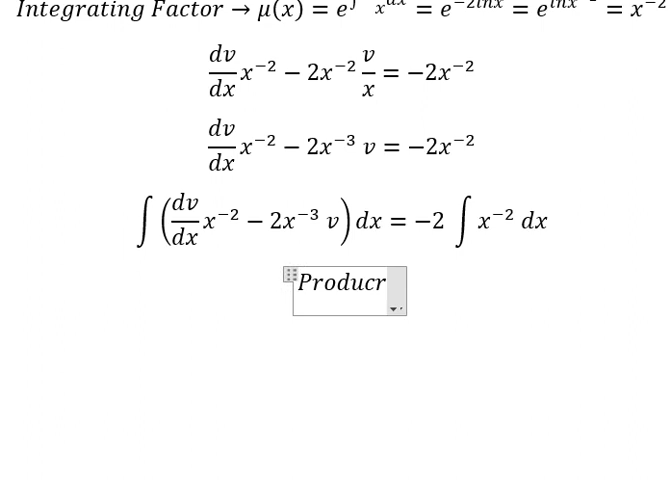 Integrating Factor → μ(x) = e^∫ x dx = e^−2lnx = e^lnx = x^−2
dv/dx x^−2 − 2x^−2 v/x = −2x^−2
dv/dx x^−2 − 2x^−3 v = −2x^−2
∫(dv/dx x^−2 − 2x^−3 v) dx = −2 ∫ x^−2 dx
Producr